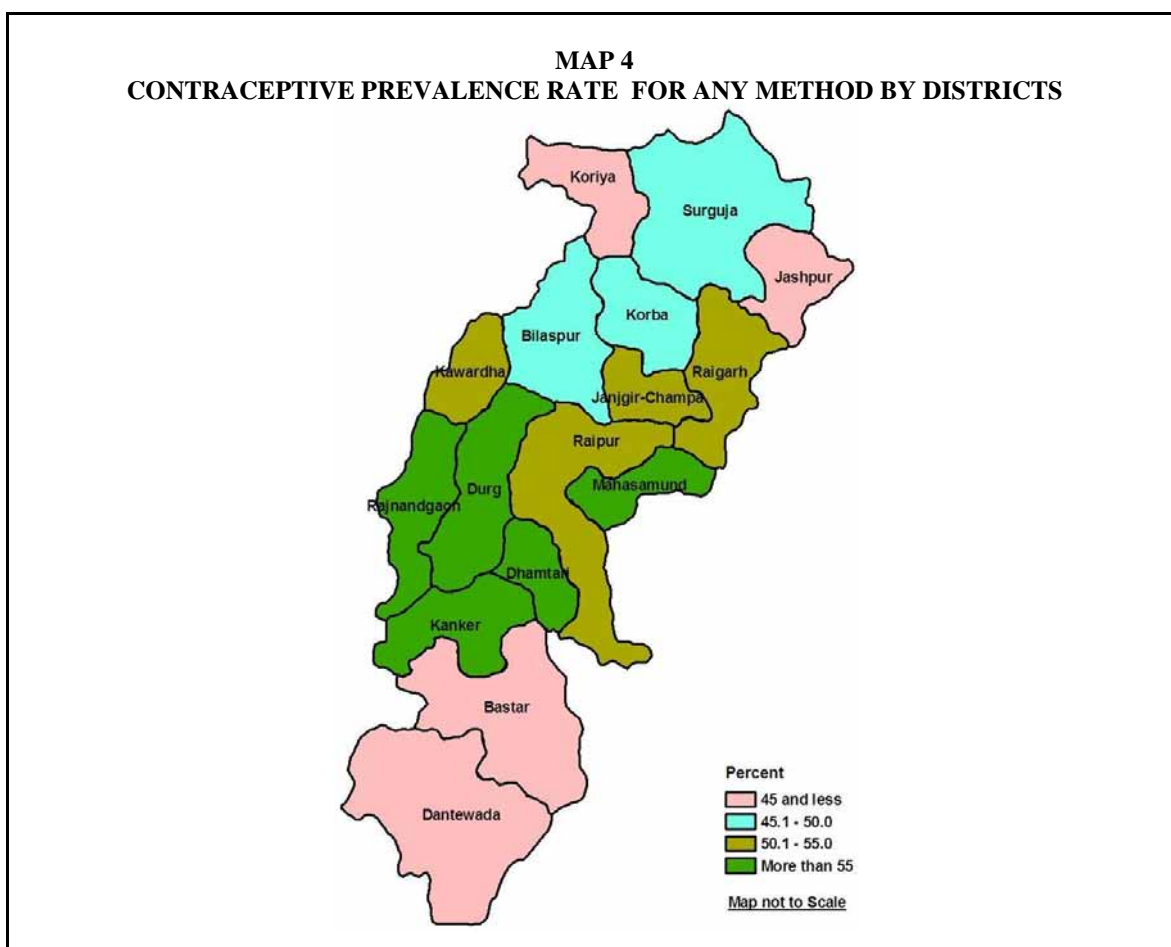 MAP 4
CONTRACEPTIVE PREVALENCE RATE FOR ANY METHOD BY DISTRICTS
Koriya
Surguja
Jashpur
Korba
Bilaspur
Kawardha
Raigarh
Janjgir-Champa
Raipur
Mahasamund
Durg
Rajnandgaon
Dhamtari
Kanker
Bastar
Dantewada
Percent
45 and less
45.1 - 50.0
50.1 - 55.0
More than 55
Map not to Scale